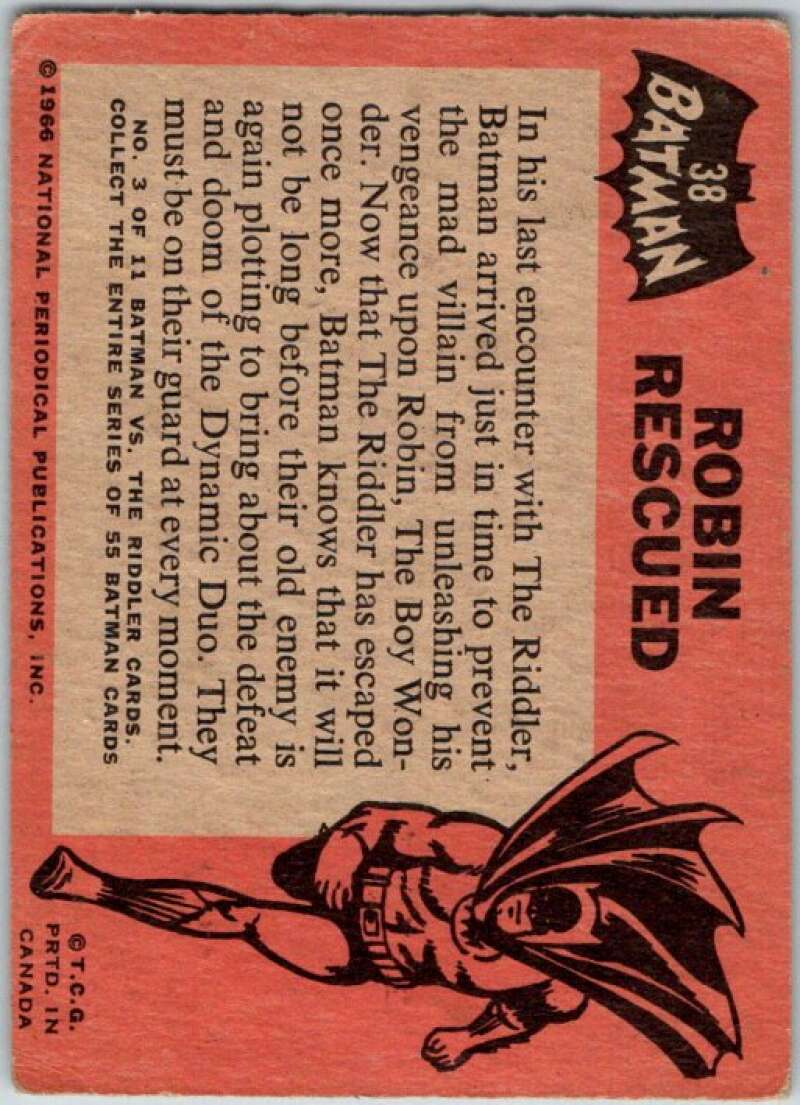 38
BATMAN
ROBIN
RESCUED
In his last encounter with The Riddler,
Batman arrived just in time to prevent
the mad villain from unleashing his
vengeance upon Robin, The Boy Won-
der. Now that The Riddler has escaped
once more, Batman knows that it will
not be long before their old enemy is
again plotting to bring about the defeat
and doom of the Dynamic Duo. They
must be on their guard at every moment.
NO. 3 OF 11 BATMAN VS. THE RIDDLER CARDS.
COLLECT THE ENTIRE SERIES OF 55 BATMAN CARDS
© 1966 NATIONAL PERIODICAL PUBLICATIONS, INC.
© T.C.G.
PRTD. IN
CANADA